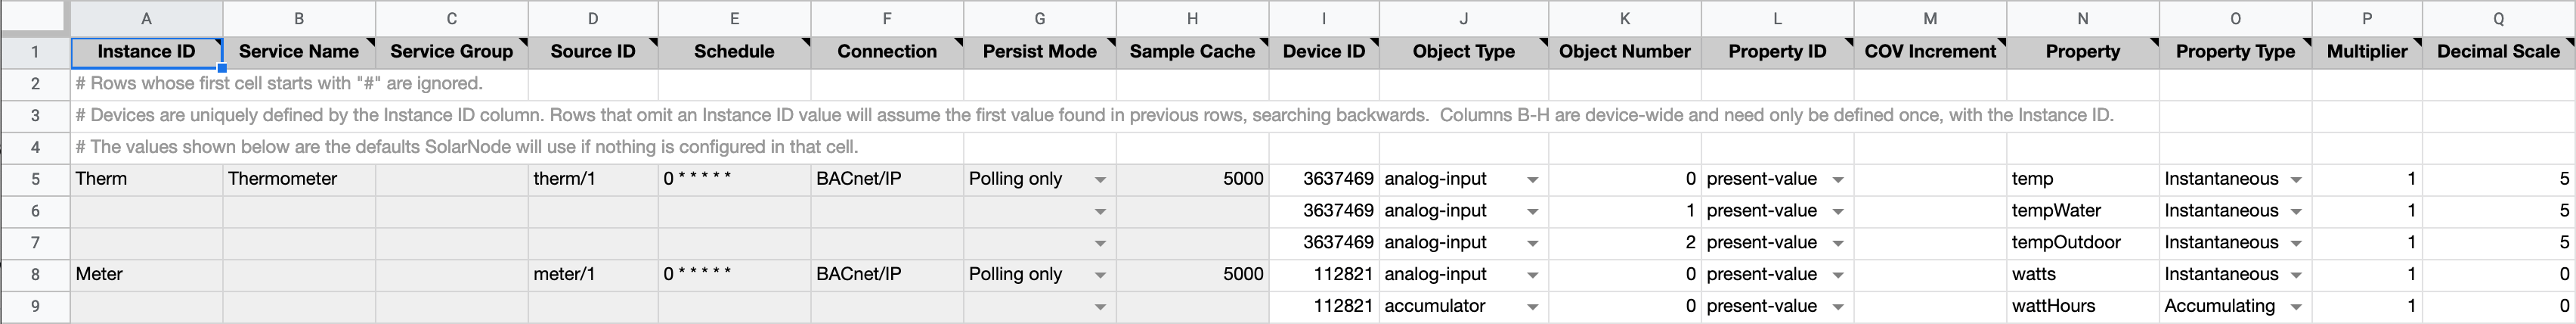 A B C D E F G H I J K L M N O P Q
1 Instance ID Service Name Service Group Source ID Schedule Connection Persist Mode Sample Cache Device ID Object Type Object Number Property ID COV Increment Property Property Type Multiplier Decimal Scale
2 # Rows whose first cell starts with "#" are ignored.
3 # Devices are uniquely defined by the Instance ID column. Rows that omit an Instance ID value will assume the first value found in previous rows, searching backwards.  Columns B-H are device-wide and need only be defined once, with the Instance ID.
4 # The values shown below are the defaults SolarNode will use if nothing is configured in that cell.
5 Therm Thermometer therm/1 0 * * * * * BACnet/IP Polling only 5000 3637469 analog-input 0 present-value temp Instantaneous 1 5
6 3637469 analog-input 1 present-value tempWater Instantaneous 1 5
7 3637469 analog-input 2 present-value tempOutdoor Instantaneous 1 5
8 Meter meter/1 0 * * * * * BACnet/IP Polling only 5000 112821 analog-input 0 present-value watts Instantaneous 1 0
9 112821 accumulator 0 present-value wattHours Accumulating 1 0